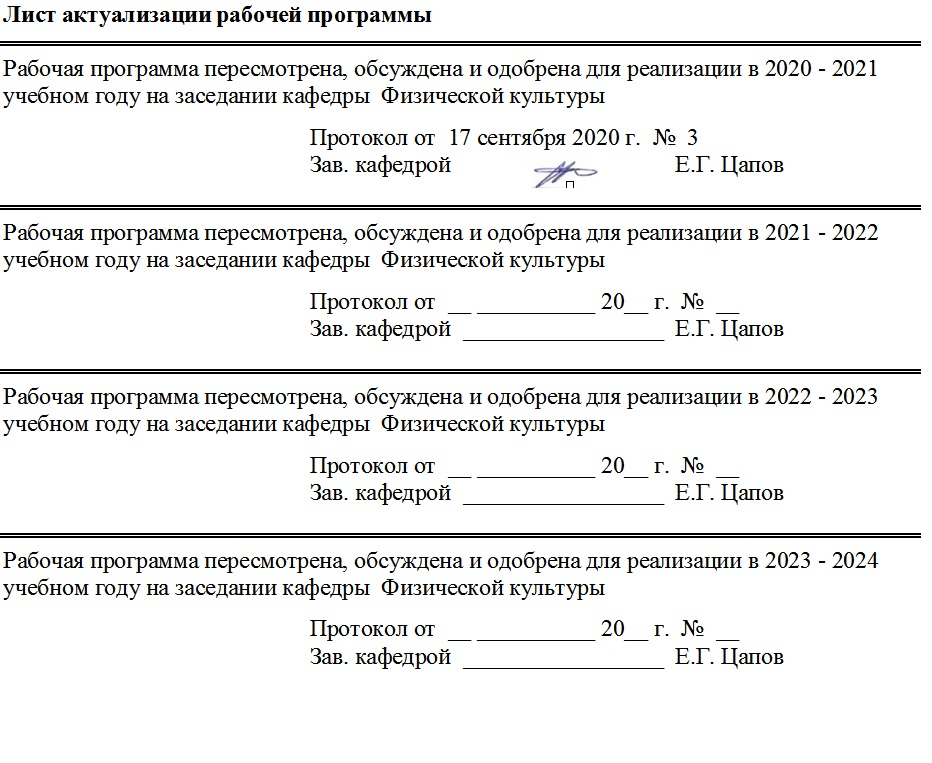 Лист актуализации рабочей программы
Рабочая программа пересмотрена, обсуждена и одобрена для реализации в 2020 - 2021
учебном году на заседании кафедры Физической культуры
Протокол от 17 сентября 2020 г. № 3
Зав. кафедрой Е.Г. Цапов
Рабочая программа пересмотрена, обсуждена и одобрена для реализации в 2021 - 2022
учебном году на заседании кафедры Физической культуры
Протокол от __ __________ 20__ г. № __
Зав. кафедрой _________________ Е.Г. Цапов
Рабочая программа пересмотрена, обсуждена и одобрена для реализации в 2022 - 2023
учебном году на заседании кафедры Физической культуры
Протокол от __ __________ 20__ г. № __
Зав. кафедрой _________________ Е.Г. Цапов
Рабочая программа пересмотрена, обсуждена и одобрена для реализации в 2023 - 2024
учебном году на заседании кафедры Физической культуры
Протокол от __ __________ 20__ г. № __
Зав. кафедрой _________________ Е.Г. Цапов